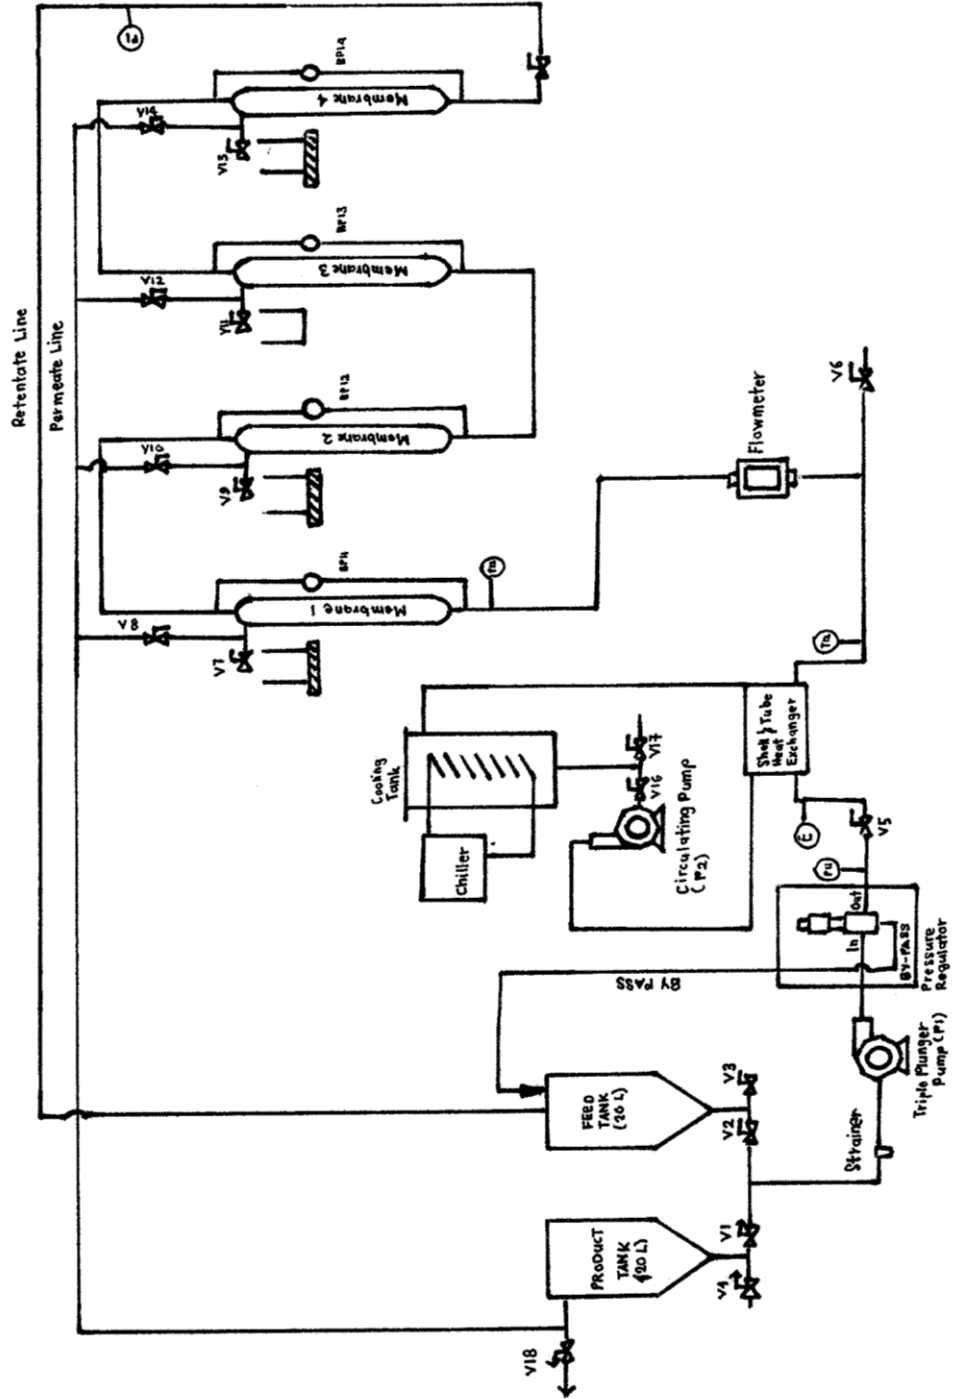 Retentate Line
Permeate Line
PI
V14
V13
BP14
Membrane 4
V12
V11
BP13
Membrane 3
V10
V9
BP12
Membrane 2
V8
V7
BP11
Membrane 1
Flowmeter
V6
Cooling
Tank
Chiller
V17
V16
Circulating Pump
(P2)
Shell & Tube
Heat
Exchanger
V5
In
Out
BY-PASS
Pressure
Regulator
BY PASS
Triple Plunger
Pump (P1)
Strainer
FEED
TANK
(20 L)
V3
V2
PRODUCT
TANK
(20 L)
V1
V4
V18